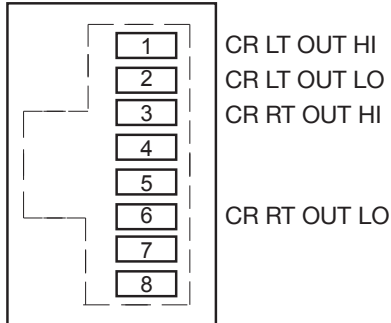 1 CR LT OUT HI
2 CR LT OUT LO
3 CR RT OUT HI
4
5
6 CR RT OUT LO
7
8